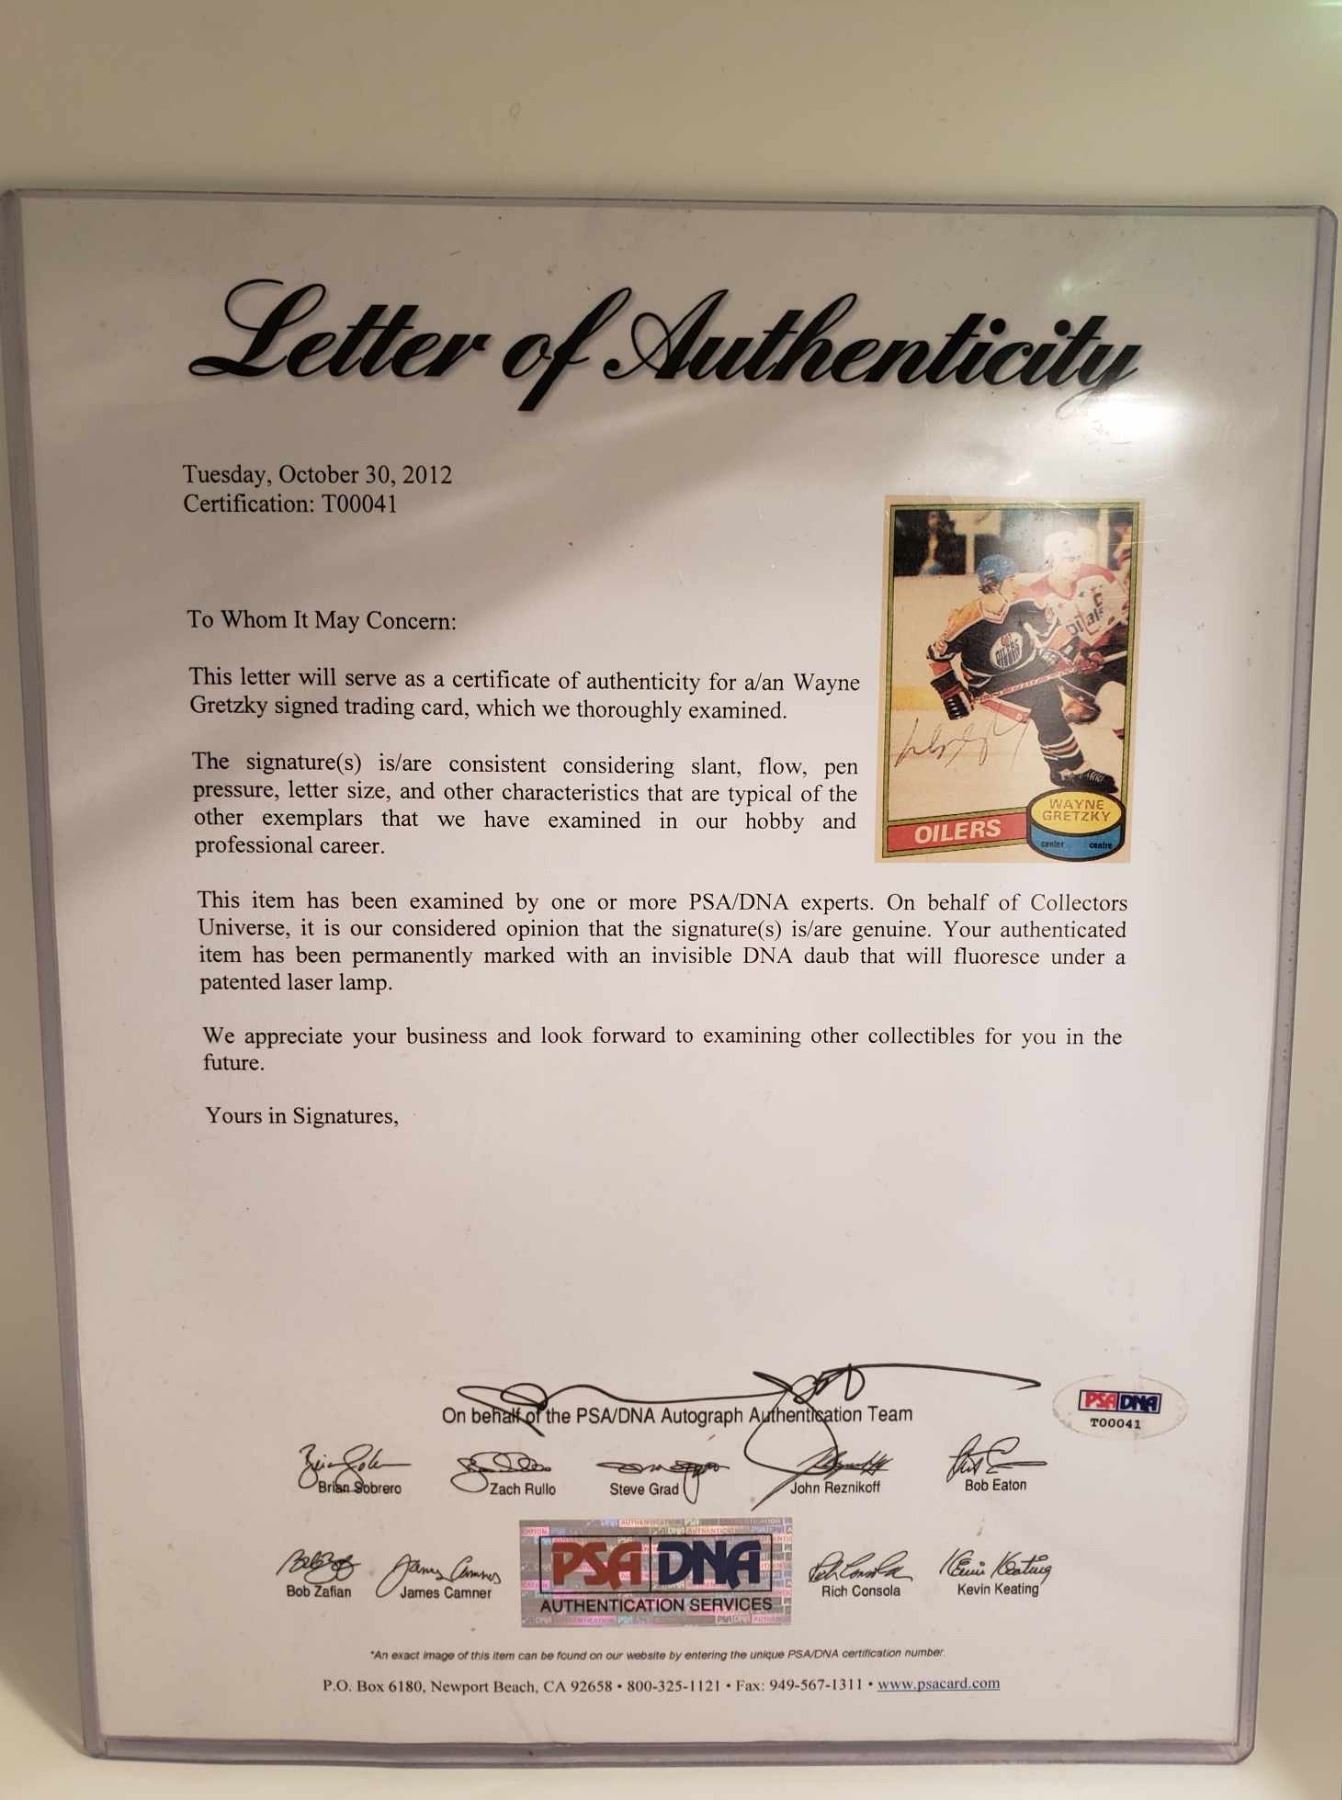 Letter of Authenticity
Tuesday, October 30, 2012
Certification: T00041
To Whom It May Concern:
This letter will serve as a certificate of authenticity for a/an Wayne
Gretzky signed trading card, which we thoroughly examined.
The signature(s) is/are consistent considering slant, flow, pen
pressure, letter size, and other characteristics that are typical of the
other exemplars that we have examined in our hobby and
professional career.
OILERS
OILERS
WAYNE
GRETZKY
center centre
This item has been examined by one or more PSA/DNA experts. On behalf of Collectors
Universe, it is our considered opinion that the signature(s) is/are genuine. Your authenticated
item has been permanently marked with an invisible DNA daub that will fluoresce under a
patented laser lamp.
We appreciate your business and look forward to examining other collectibles for you in the
future.
Yours in Signatures,
On behalf of the PSA/DNA Autograph Authentication Team
PSA DNA
T00041
Brian Sobrero
Zach Rullo
Steve Grad
John Reznikoff
Bob Eaton
Bob Zafian
James Camner
PSA DNA
AUTHENTICATION SERVICES
Rich Consola
Kevin Keating
*An exact image of this item can be found on our website by entering the unique PSA/DNA certification number.
P.O. Box 6180, Newport Beach, CA 92658 • 800-325-1121 • Fax: 949-567-1311 • www.psacard.com